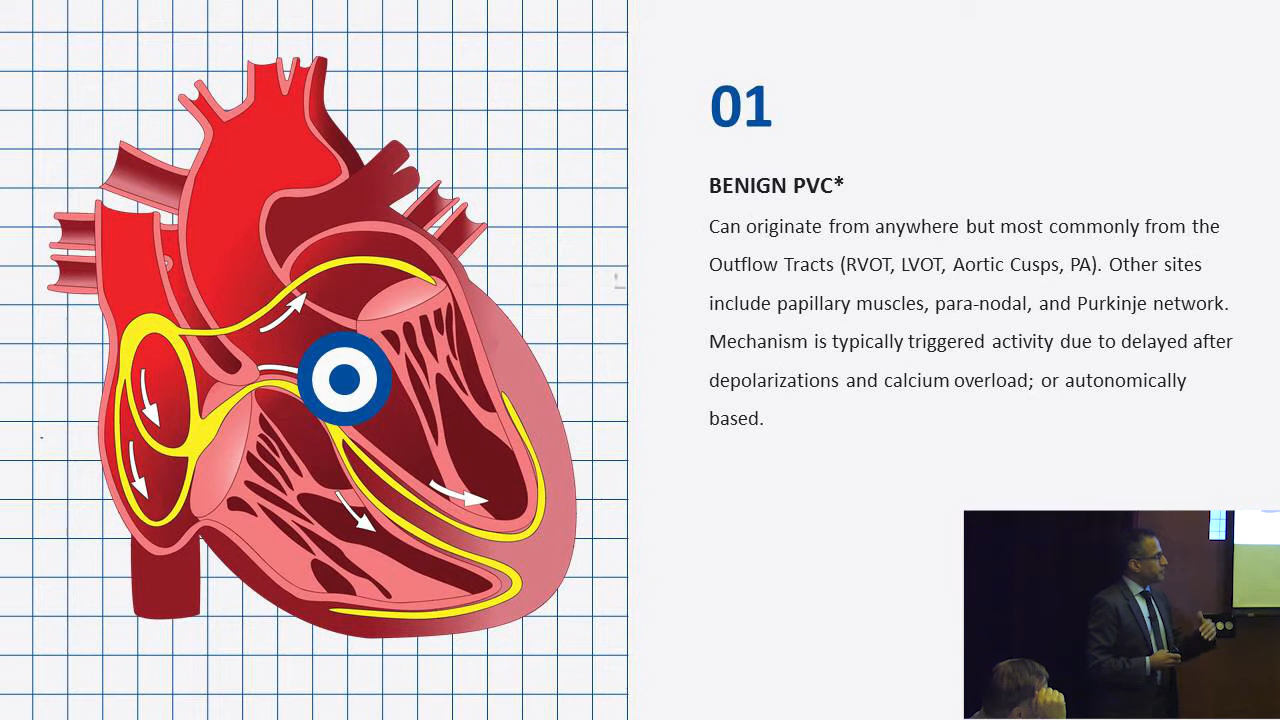 01
BENIGN PVC*
Can originate from anywhere but most commonly from the
Outflow Tracts (RVOT, LVOT, Aortic Cusps, PA). Other sites
include papillary muscles, para-nodal, and Purkinje network.
Mechanism is typically triggered activity due to delayed after
depolarizations and calcium overload; or autonomically
based.